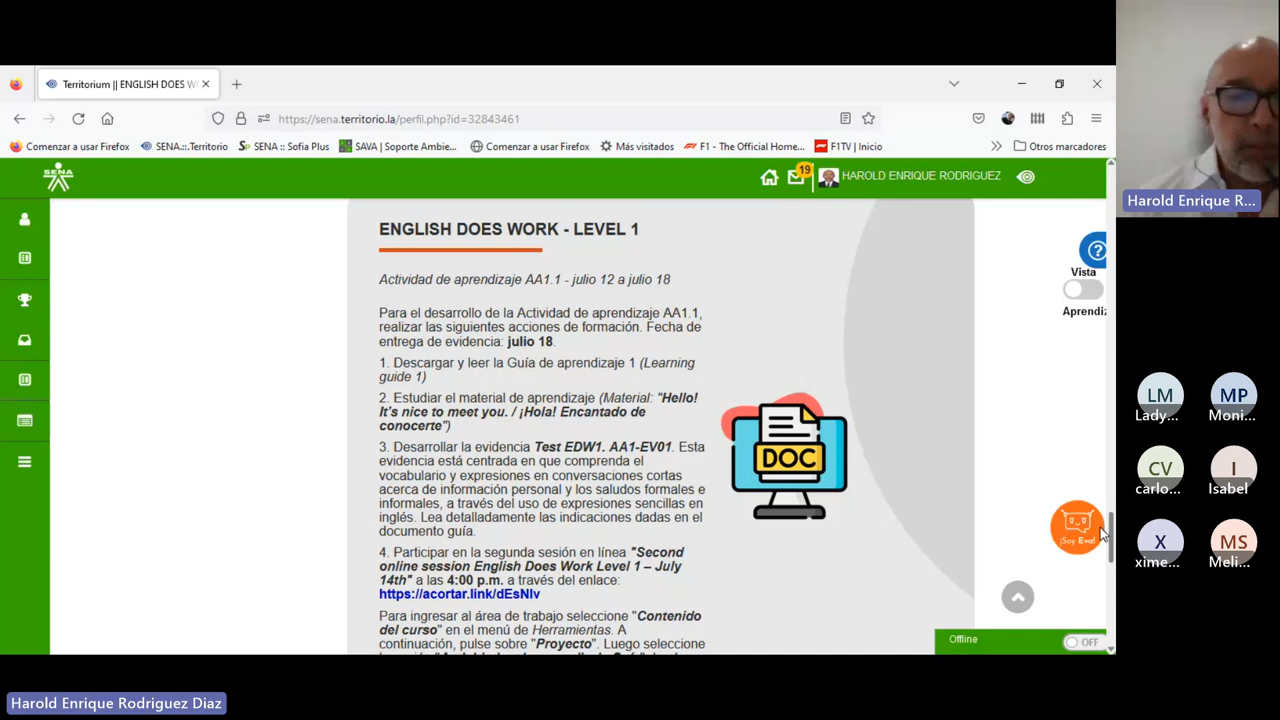 Territorium || ENGLISH DOES W
https://sena.territorio.la/perfil.php?id=32843461
Comenzar a usar Firefox
SENA.::.Territorio
SENA :: Sofia Plus
SAVA | Soporte Ambie...
Comenzar a usar Firefox
Más visitados
F1 - The Official Home...
F1TV | Inicio
Otros marcadores
SENA
19
HAROLD ENRIQUE RODRIGUEZ
Harold Enrique R...
ENGLISH DOES WORK - LEVEL 1
Actividad de aprendizaje AA1.1 - julio 12 a julio 18
Para el desarrollo de la Actividad de aprendizaje AA1.1,
realizar las siguientes acciones de formación. Fecha de
entrega de evidencia: julio 18.
1. Descargar y leer la Guía de aprendizaje 1 (Learning
guide 1)
2. Estudiar el material de aprendizaje (Material: "Hello!
It's nice to meet you. / ¡Hola! Encantado de
conocerte")
3. Desarrollar la evidencia Test EDW1. AA1-EV01. Esta
evidencia está centrada en que comprenda el
vocabulario y expresiones en conversaciones cortas
acerca de información personal y los saludos formales e
informales, a través del uso de expresiones sencillas en
inglés. Lea detalladamente las indicaciones dadas en el
documento guía.
4. Participar en la segunda sesión en línea "Second
online session English Does Work Level 1 – July
14th" a las 4:00 p.m. a través del enlace:
https://acortar.link/dEsNIv
Para ingresar al área de trabajo seleccione "Contenido
del curso" en el menú de Herramientas. A
continuación, pulse sobre "Proyecto". Luego seleccione
DOC
?
Vista
Aprendiz
¡Soy Eva!
Offline
OFF
LM
Lady...
MP
Moni...
CV
carlo...
I
Isabel
X
xime...
MS
Meli...
Harold Enrique Rodriguez Diaz